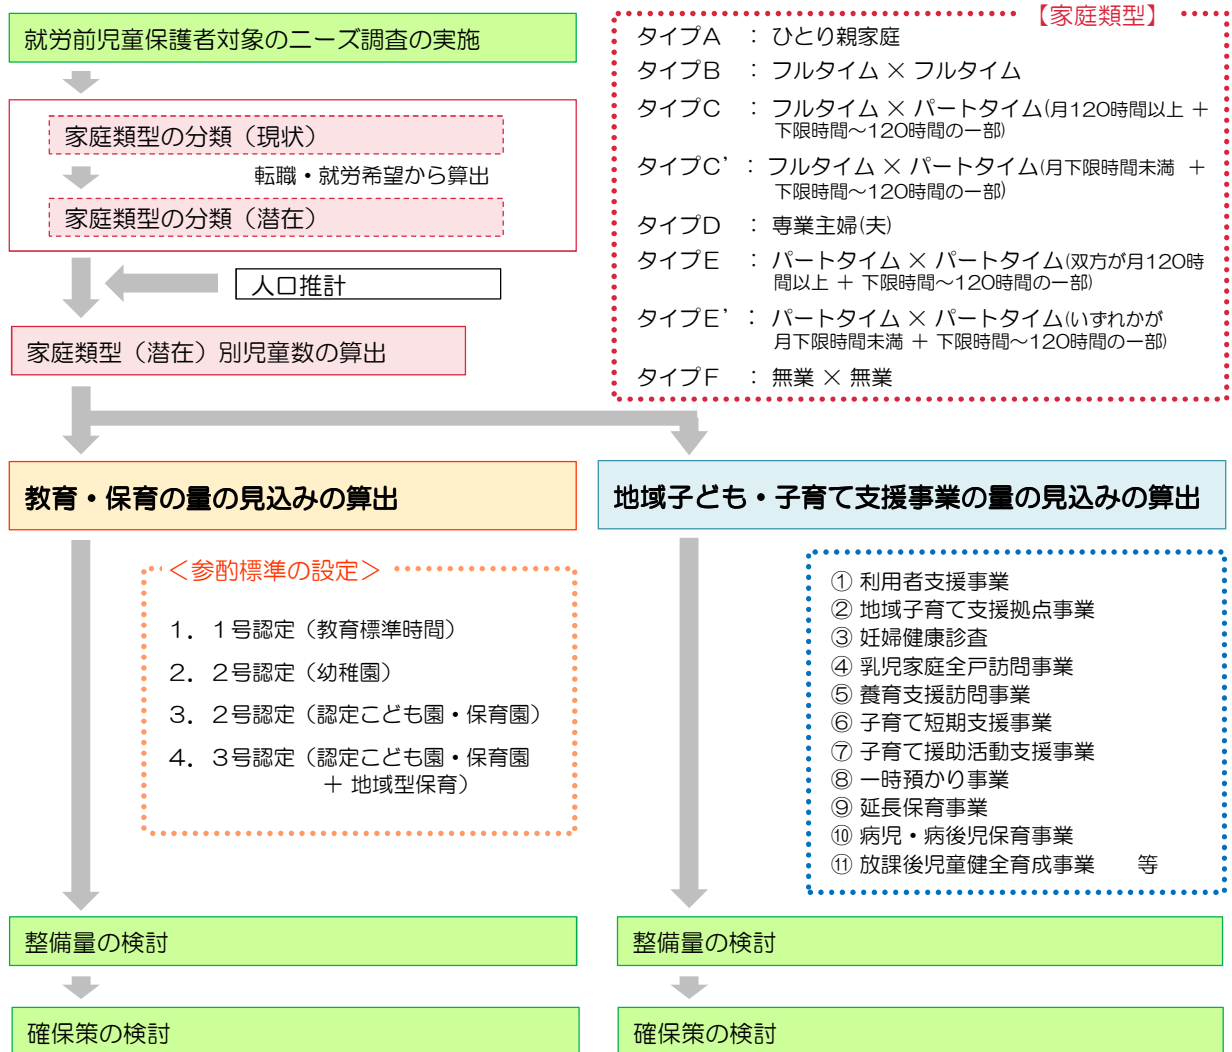 就労前児童保護者対象のニーズ調査の実施
家庭類型の分類（現状）
転職・就労希望から算出
家庭類型の分類（潜在）
人口推計
家庭類型（潜在）別児童数の算出
【家庭類型】
タイプＡ ： ひとり親家庭
タイプＢ ： フルタイム × フルタイム
タイプＣ ： フルタイム × パートタイム(月120時間以上 ＋
下限時間～120時間の一部)
タイプＣ’ ： フルタイム × パートタイム(月下限時間未満 ＋
下限時間～120時間の一部)
タイプＤ ： 専業主婦(夫)
タイプＥ ： パートタイム × パートタイム(双方が月120時
間以上 ＋ 下限時間～120時間の一部)
タイプＥ’ ： パートタイム × パートタイム(いずれかが
月下限時間未満 ＋ 下限時間～120時間の一部)
タイプＦ ： 無業 × 無業
教育・保育の量の見込みの算出
＜参酌標準の設定＞
１．１号認定（教育標準時間）
２．２号認定（幼稚園）
３．２号認定（認定こども園・保育園）
４．３号認定（認定こども園・保育園
＋ 地域型保育）
整備量の検討
確保策の検討
地域子ども・子育て支援事業の量の見込みの算出
① 利用者支援事業
② 地域子育て支援拠点事業
③ 妊婦健康診査
④ 乳児家庭全戸訪問事業
⑤ 養育支援訪問事業
⑥ 子育て短期支援事業
⑦ 子育て援助活動支援事業
⑧ 一時預かり事業
⑨ 延長保育事業
⑩ 病児・病後児保育事業
⑪ 放課後児童健全育成事業 等
整備量の検討
確保策の検討